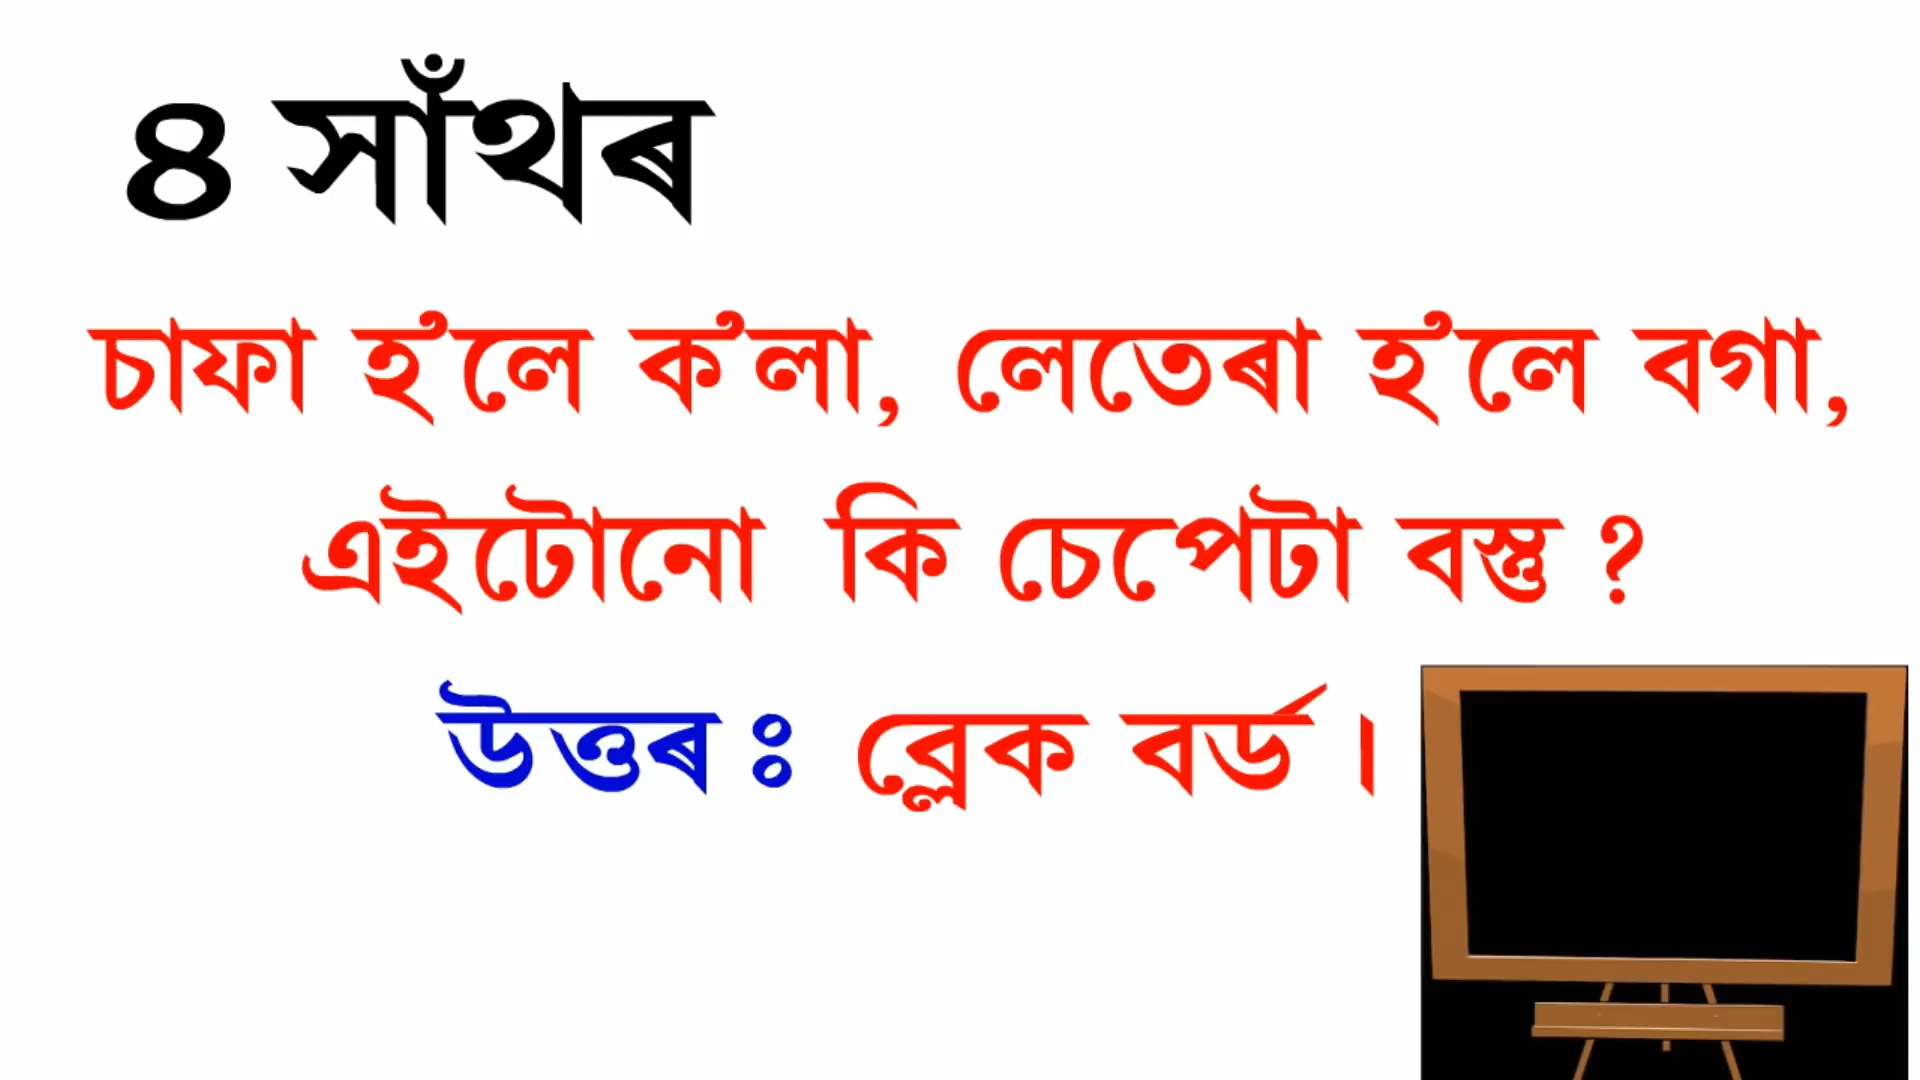 ৪ সাঁথৰ
চাফা হ'লে ক'লা, লেতেৰা হ'লে বগা,
এইটোনো কি চেপেটা বস্তু ?
উত্তৰ ঃ ব্লেক বৰ্ড ।